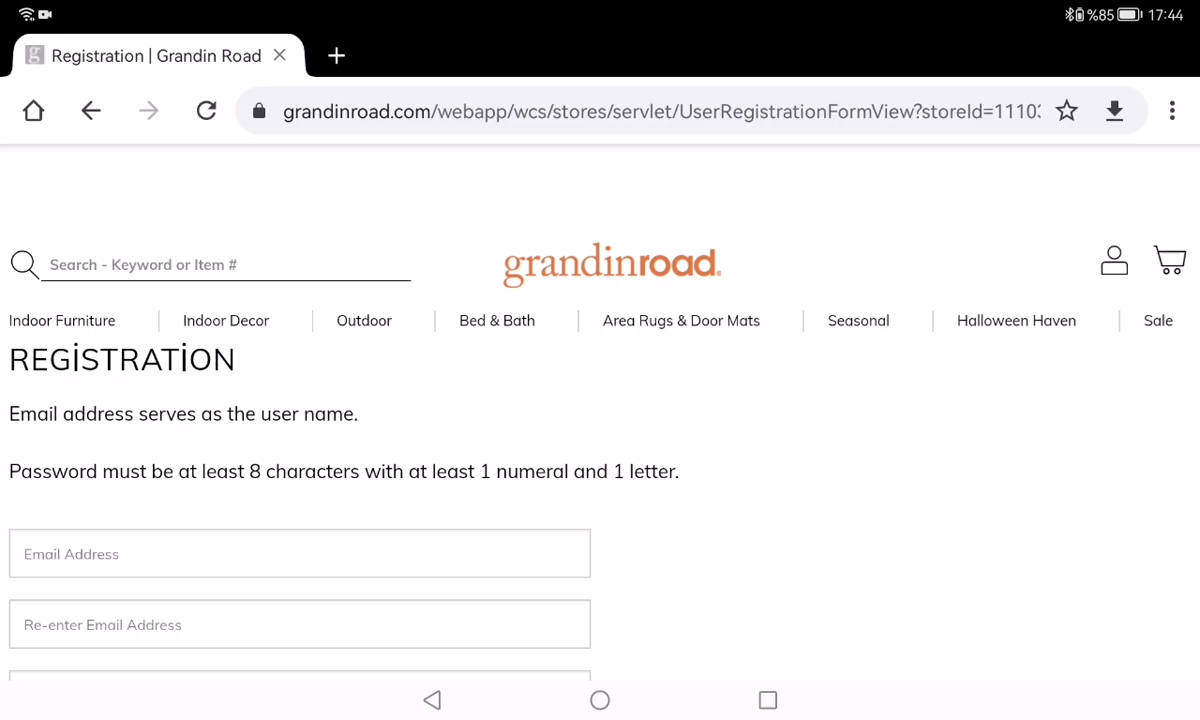 %85 17:44
Registration | Grandin Road
grandinroad.com/webapp/wcs/stores/servlet/UserRegistrationFormView?storeId=1110
Search - Keyword or Item #
grandinroad.
Indoor Furniture Indoor Decor Outdoor Bed & Bath Area Rugs & Door Mats Seasonal Halloween Haven Sale
REGİSTRATİON
Email address serves as the user name.
Password must be at least 8 characters with at least 1 numeral and 1 letter.
Email Address
Re-enter Email Address